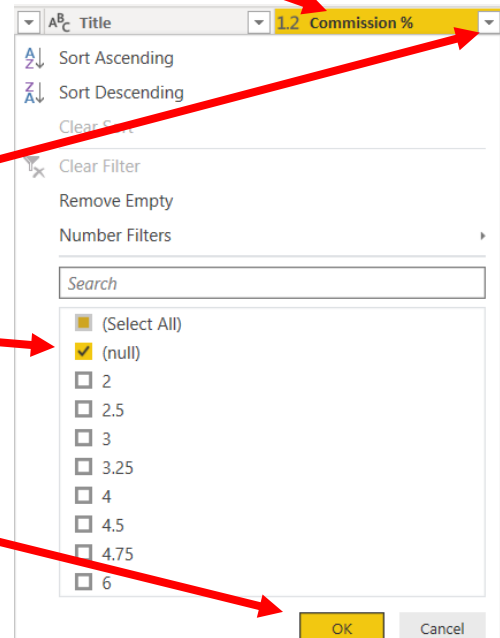 ABC Title 1.2 Commission %
Sort Ascending
Sort Descending
Clear Sort
Clear Filter
Remove Empty
Number Filters
Search
(Select All)
(null)
2
2.5
3
3.25
4
4.5
4.75
6
OK Cancel